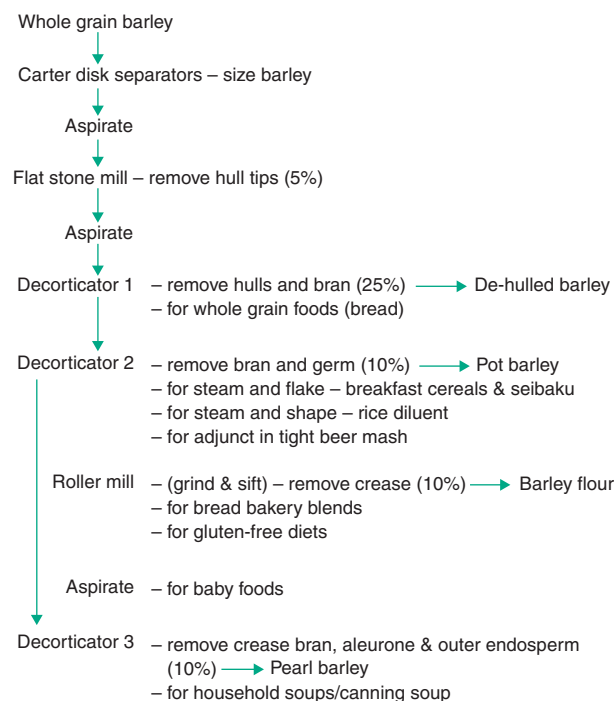 Whole grain barley
Carter disk separators – size barley
Aspirate
Flat stone mill – remove hull tips (5%)
Aspirate
Decorticator 1 – remove hulls and bran (25%) De-hulled barley
– for whole grain foods (bread)
Decorticator 2 – remove bran and germ (10%) Pot barley
– for steam and flake – breakfast cereals & seibaku
– for steam and shape – rice diluent
– for adjunct in tight beer mash
Roller mill – (grind & sift) – remove crease (10%) Barley flour
– for bread bakery blends
– for gluten-free diets
Aspirate – for baby foods
Decorticator 3 – remove crease bran, aleurone & outer endosperm
(10%) Pearl barley
– for household soups/canning soup